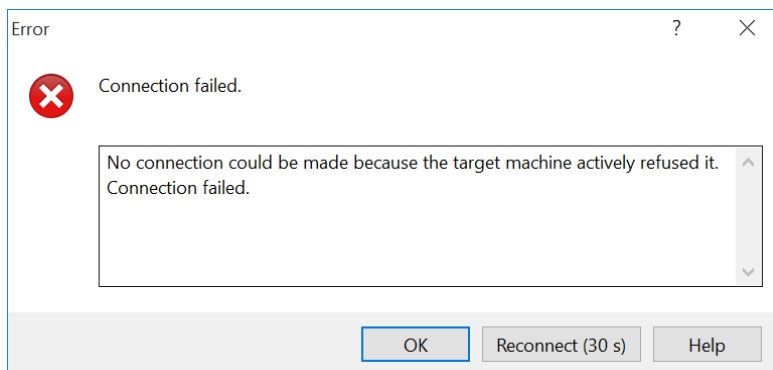 Error
?
Connection failed.
No connection could be made because the target machine actively refused it.
Connection failed.
OK
Reconnect (30 s)
Help